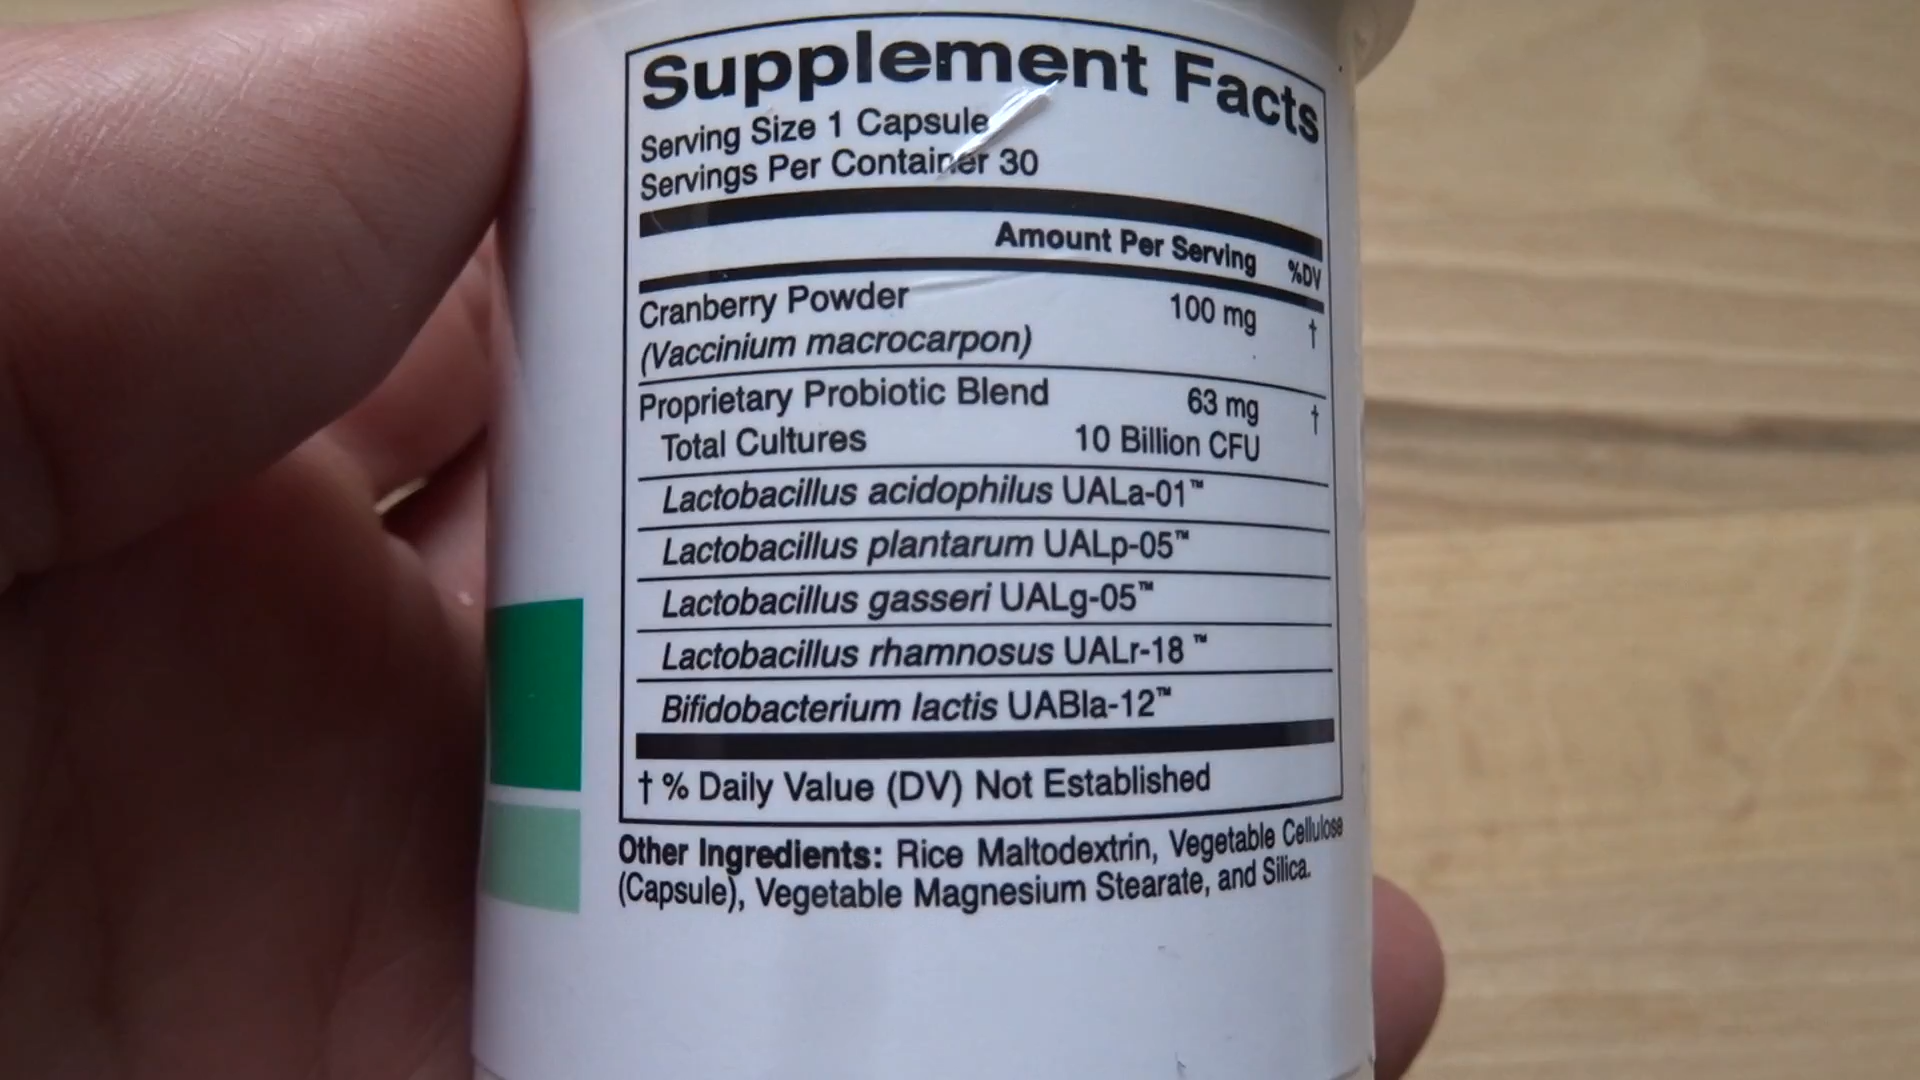 Supplement Facts
Serving Size 1 Capsule
Servings Per Container 30
Amount Per Serving %DV
Cranberry Powder 100 mg †
(Vaccinium macrocarpon)
Proprietary Probiotic Blend 63 mg †
Total Cultures 10 Billion CFU
Lactobacillus acidophilus UALa-01™
Lactobacillus plantarum UALp-05™
Lactobacillus gasseri UALg-05™
Lactobacillus rhamnosus UALr-18 ™
Bifidobacterium lactis UABla-12™
† % Daily Value (DV) Not Established
Other Ingredients: Rice Maltodextrin, Vegetable Cellulose
(Capsule), Vegetable Magnesium Stearate, and Silica.